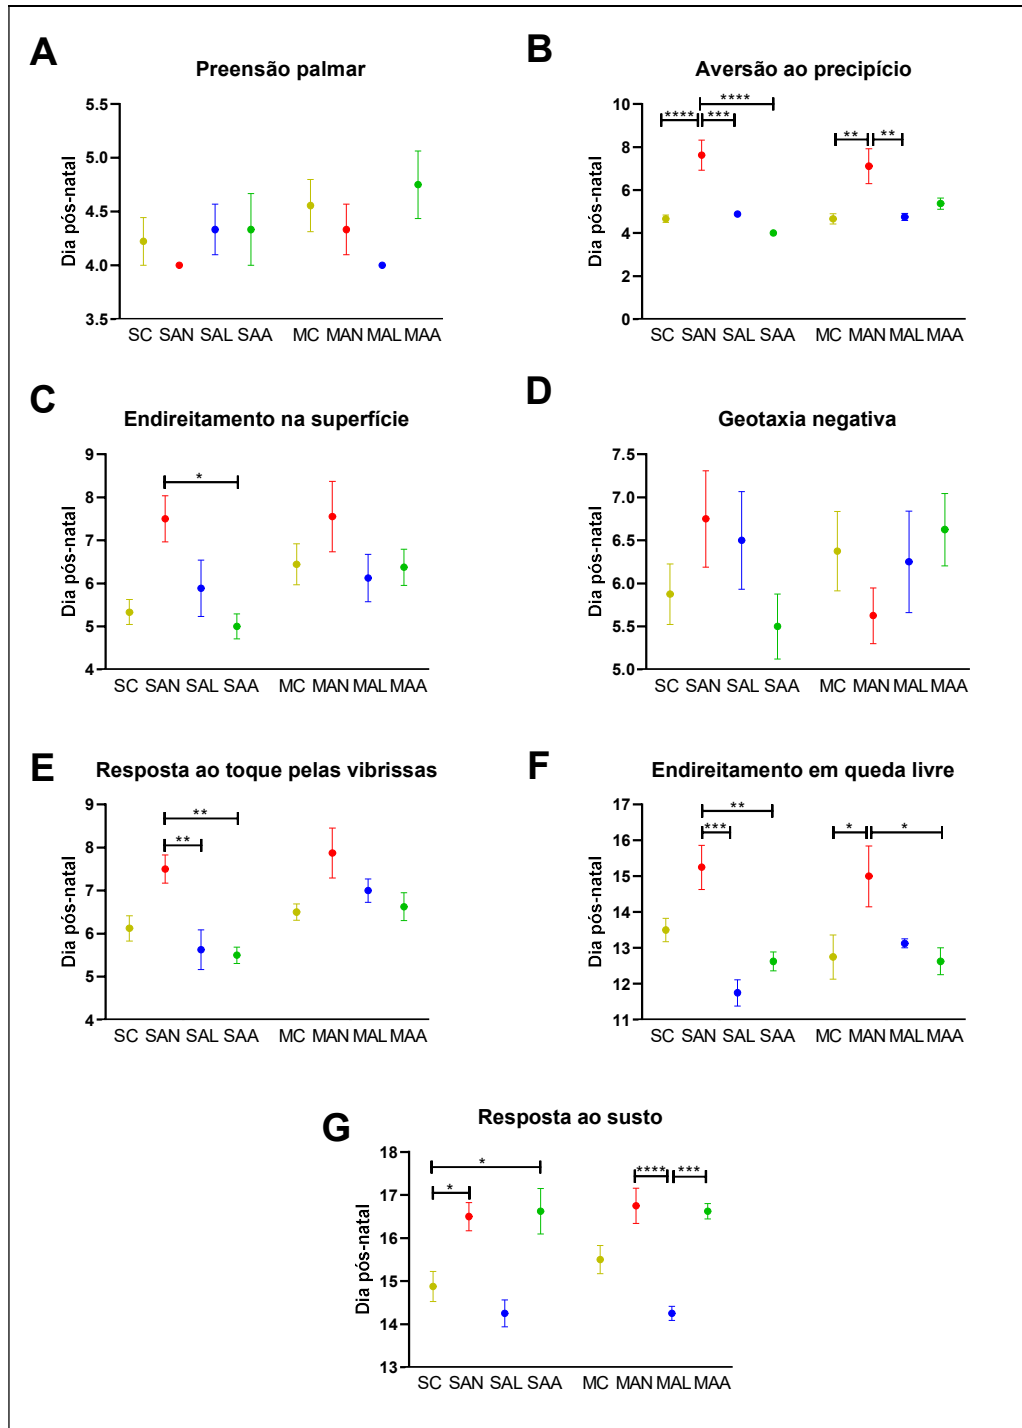 A
Preensão palmar
Dia pós-natal
5.5
5.0
4.5
4.0
3.5
SC SAN SAL SAA MC MAN MAL MAA
B
Aversão ao precipício
Dia pós-natal
10
8
6
4
2
0
**** *** **** ** **
SC SAN SAL SAA MC MAN MAL MAA
C
Endireitamento na superfície
Dia pós-natal
9
8
7
6
5
4
*
SC SAN SAL SAA MC MAN MAL MAA
D
Geotaxia negativa
Dia pós-natal
7.5
7.0
6.5
6.0
5.5
5.0
SC SAN SAL SAA MC MAN MAL MAA
E
Resposta ao toque pelas vibrissas
Dia pós-natal
9
8
7
6
5
4
**
**
SC SAN SAL SAA MC MAN MAL MAA
F
Endireitamento em queda livre
Dia pós-natal
17
16
15
14
13
12
11
**
*** * *
SC SAN SAL SAA MC MAN MAL MAA
G
Resposta ao susto
Dia pós-natal
18
17
16
15
14
13
*
* **** ***
SC SAN SAL SAA MC MAN MAL MAA